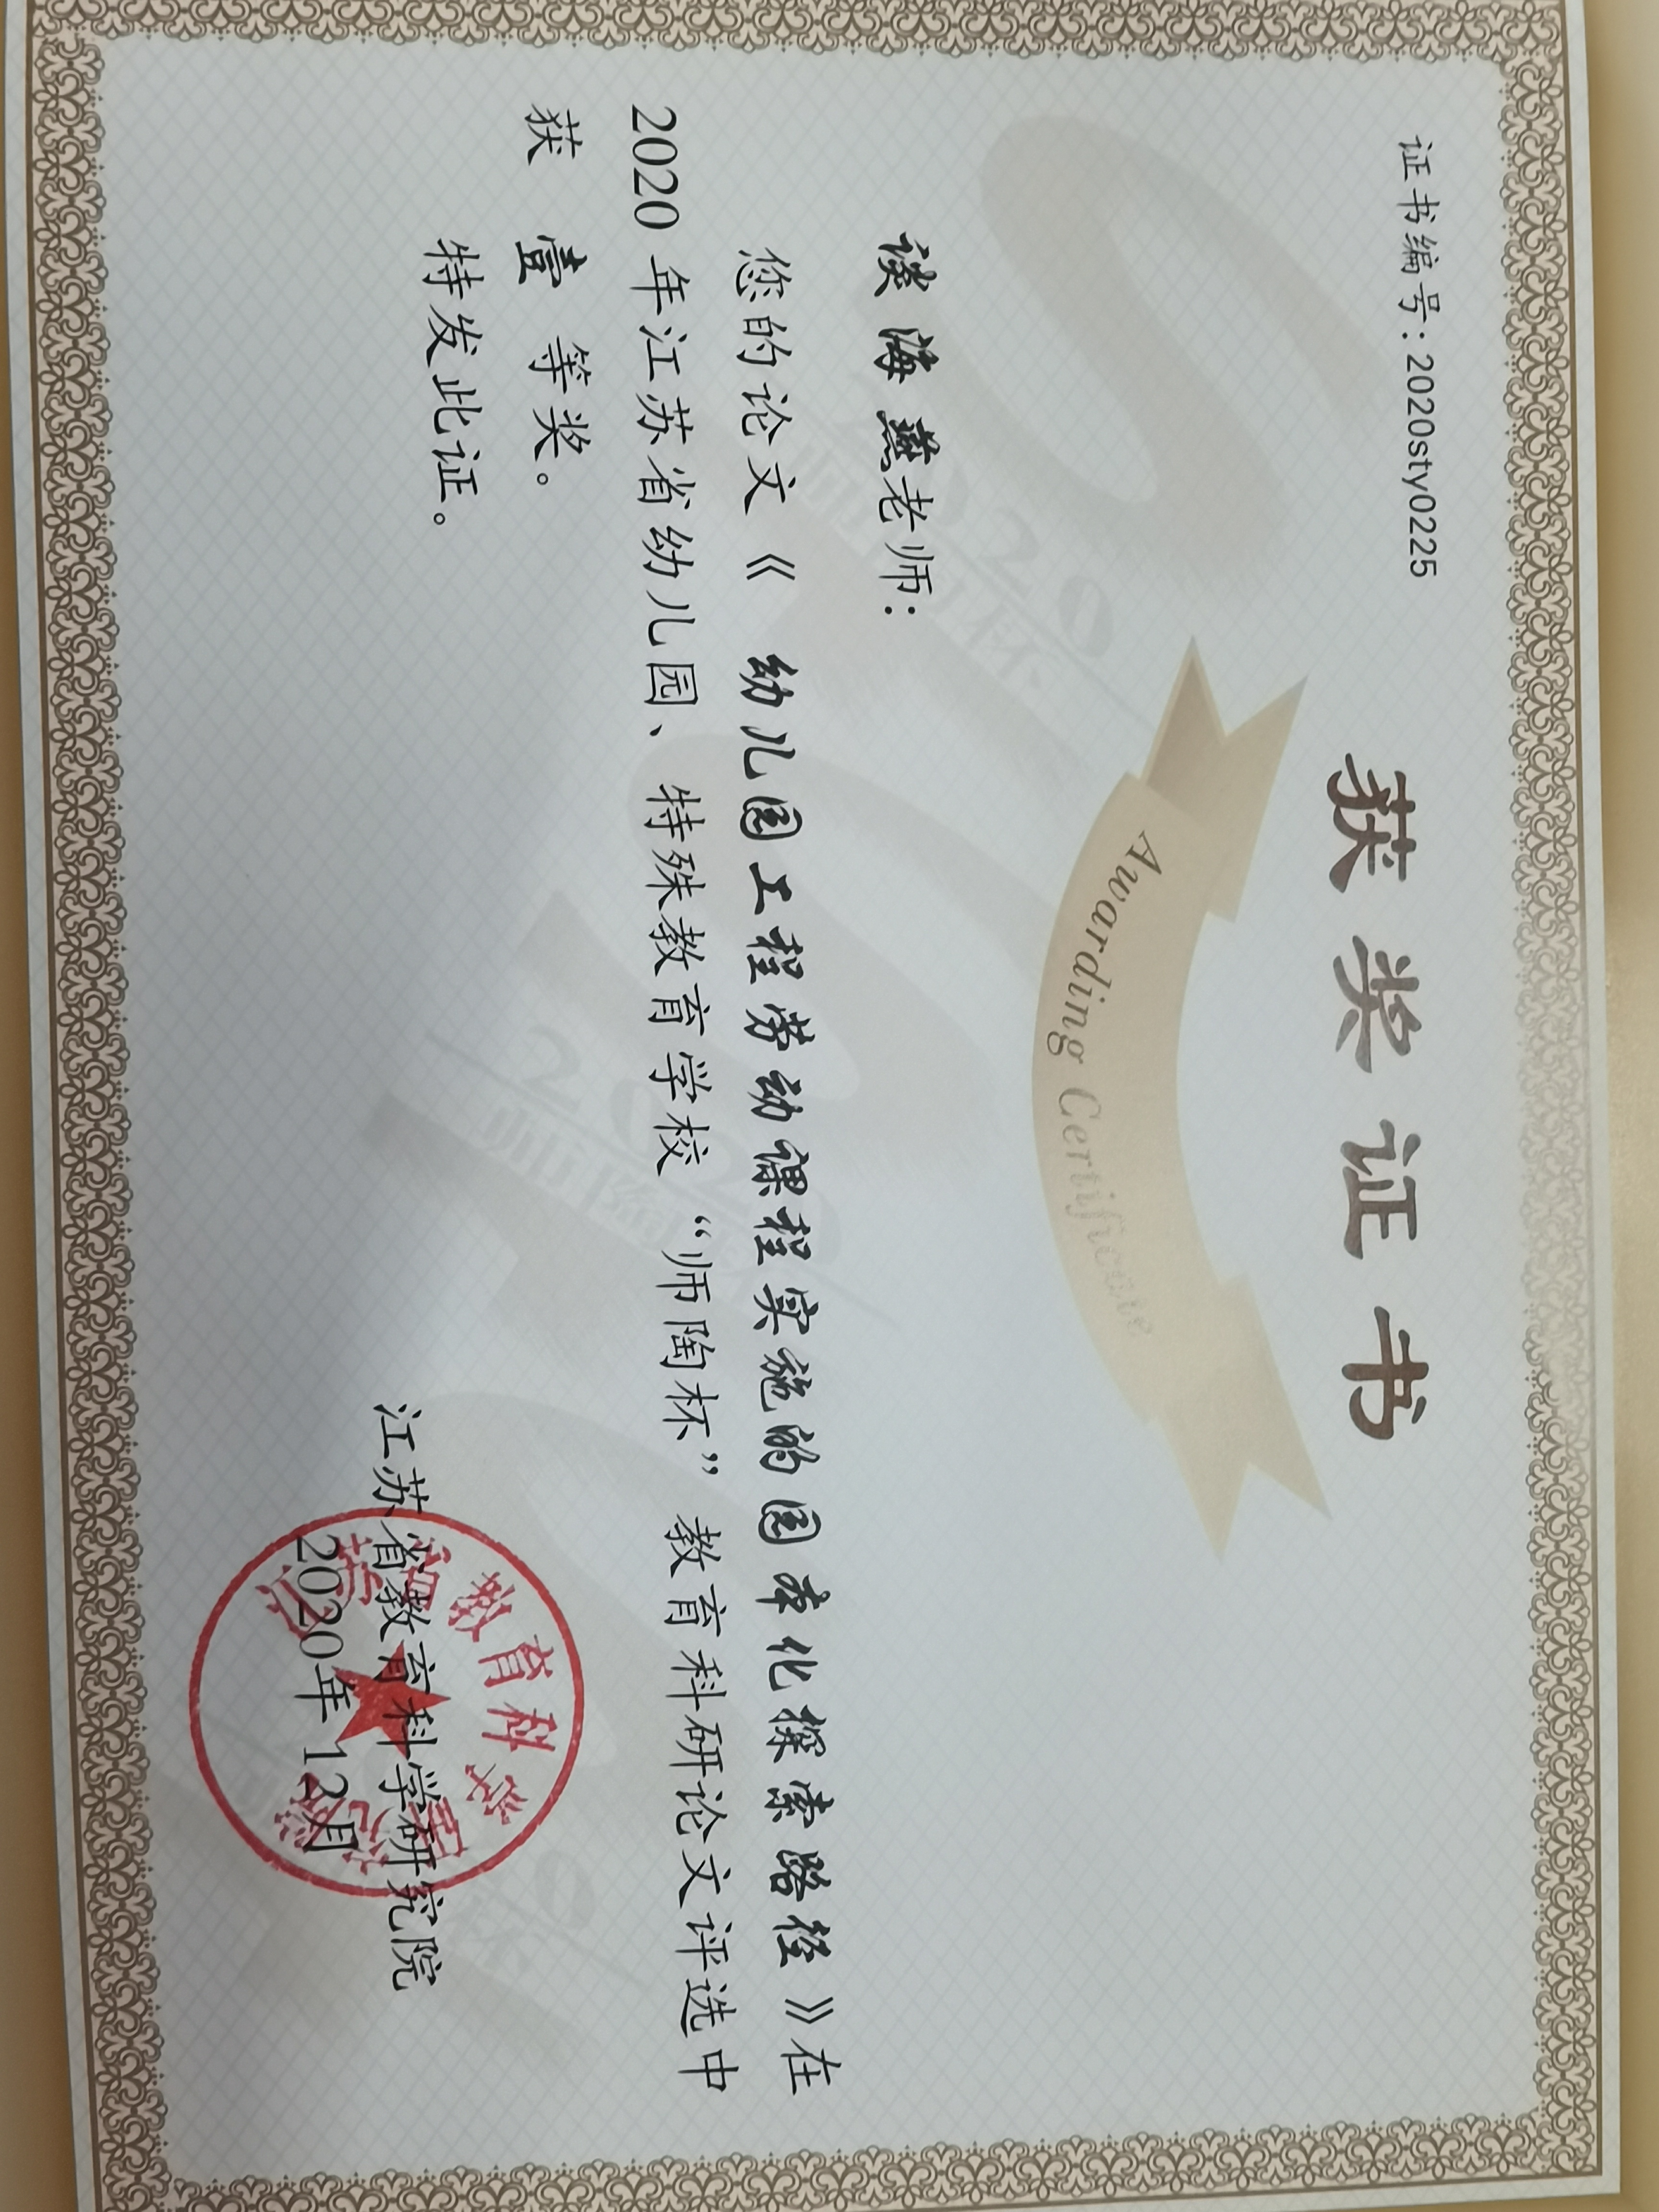 证书编号：2020sty0225
获奖证书
Awarding Certificate
谈海燕老师：
您的论文《 幼儿园工程劳动课程实施的园本化探索路径 》在
2020 年江苏省幼儿园、特殊教育学校“师陶杯”教育科研论文评选中
获 壹 等奖。
特发此证。
江苏省教育科学研究院
2020年12月